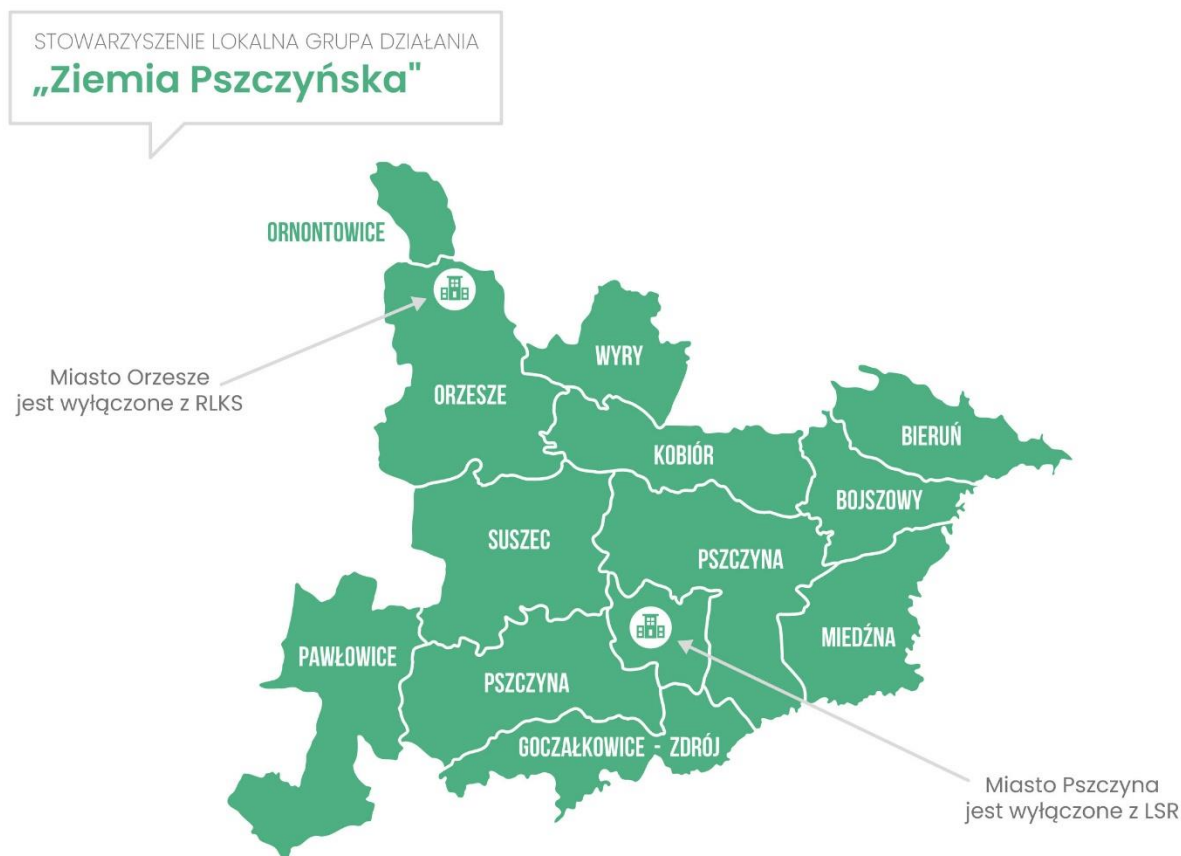 STOWARZYSZENIE LOKALNA GRUPA DZIAŁANIA
„Ziemia Pszczyńska"
ORNONTOWICE
WYRY
Miasto Orzesze
jest wyłączone z RLKS
ORZESZE
BIERUŃ
KOBIÓR
BOJSZOWY
SUSZEC
PSZCZYNA
MIEDŹNA
PAWŁOWICE
PSZCZYNA
GOCZAŁKOWICE - ZDRÓJ
Miasto Pszczyna
jest wyłączone z LSR